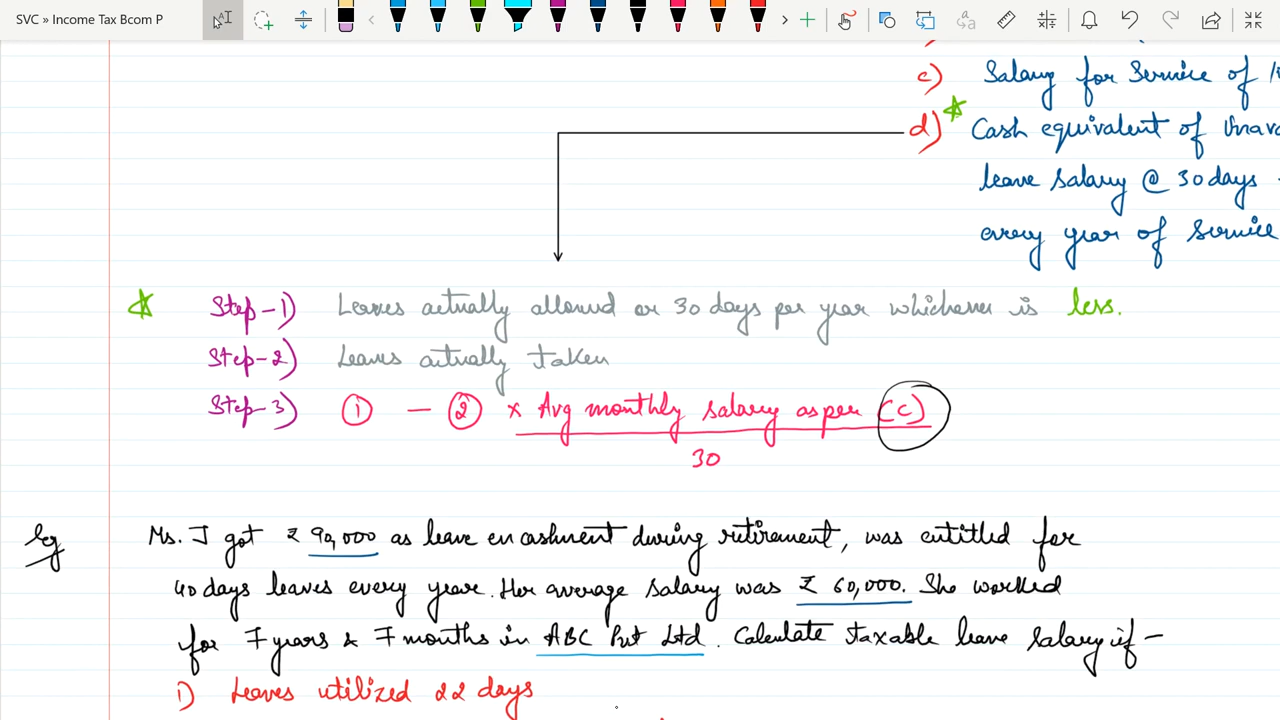 SVC » Income Tax Bcom P
c) Salary for Service of
d) Cash equivalent of
leave salary @ 30 days
every year of service
Step-1) Leaves actually allowed or 30 days per year whichever is less.
Step-2) Leaves actually taken
Step-3) ① - ② x Avg monthly salary as per (c)
30
Eg Ms. J got ₹ 90,000 as leave encashment during retirement, was entitled for
40 days leaves every year. Her average salary was ₹ 60,000. She worked
for 7 years & 7 months in ABC Pvt Ltd. Calculate taxable leave salary if -
1) Leaves utilized 22 days